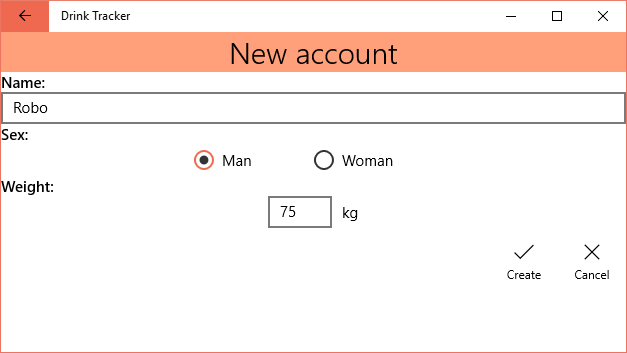 Drink Tracker
New account
Name:
Robo
Sex:
Man Woman
Weight:
75 kg
Create Cancel